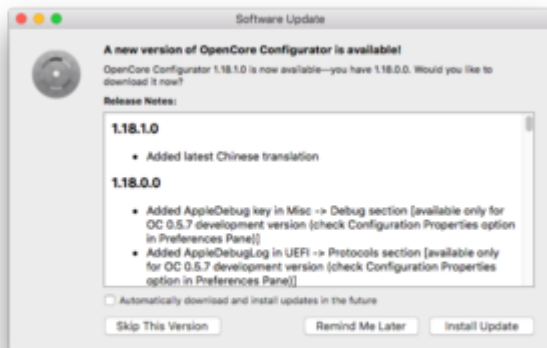 Software Update
A new version of OpenCore Configurator is available!
OpenCore Configurator 1.18.1.0 is now available—you have 1.18.0.0. Would you like to
download it now?
Release Notes:
1.18.1.0
• Added latest Chinese translation
1.18.0.0
• Added AppleDebug key in Misc -> Debug section [available only for
OC 0.5.7 development version (check Configuration Properties option
in Preferences Pane)]
• Added AppleDebugLog in UEFI -> Protocols section [available only
for OC 0.5.7 development version (check Configuration Properties
option in Preferences Pane)]
Automatically download and install updates in the future
Skip This Version
Remind Me Later
Install Update